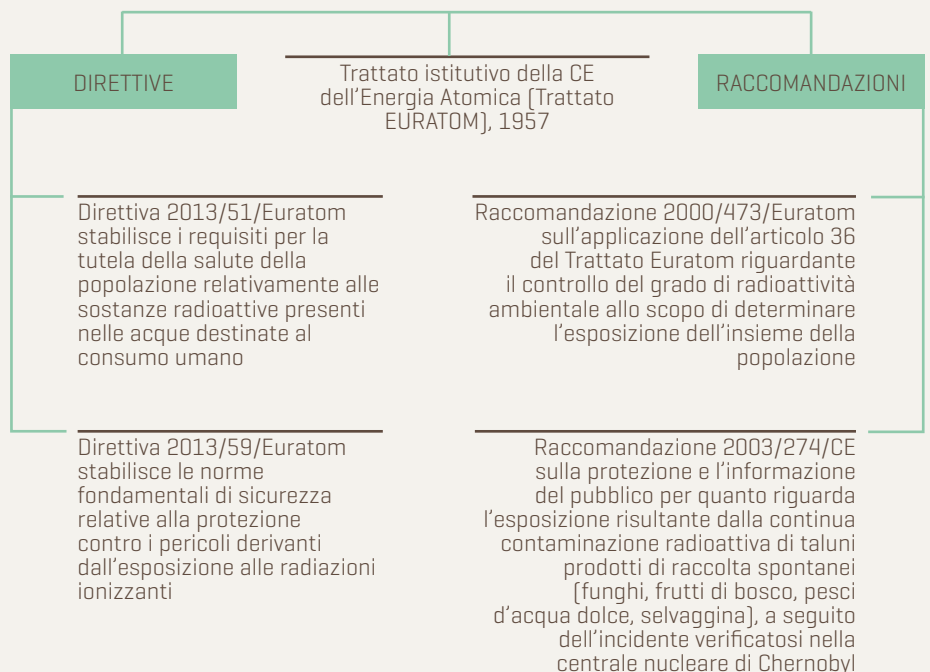 DIRETTIVE
Trattato istitutivo della CE
dell'Energia Atomica (Trattato
EURATOM), 1957
RACCOMANDAZIONI
Direttiva 2013/51/Euratom
stabilisce i requisiti per la
tutela della salute della
popolazione relativamente alle
sostanze radioattive presenti
nelle acque destinate al
consumo umano
Raccomandazione 2000/473/Euratom
sull'applicazione dell'articolo 36
del Trattato Euratom riguardante
il controllo del grado di radioattività
ambientale allo scopo di determinare
l'esposizione dell'insieme della
popolazione
Direttiva 2013/59/Euratom
stabilisce le norme
fondamentali di sicurezza
relative alla protezione
contro i pericoli derivanti
dall'esposizione alle radiazioni
ionizzanti
Raccomandazione 2003/274/CE
sulla protezione e l'informazione
del pubblico per quanto riguarda
l'esposizione risultante dalla continua
contaminazione radioattiva di taluni
prodotti di raccolta spontanei
(funghi, frutti di bosco, pesci
d'acqua dolce, selvaggina), a seguito
dell'incidente verificatosi nella
centrale nucleare di Chernobyl